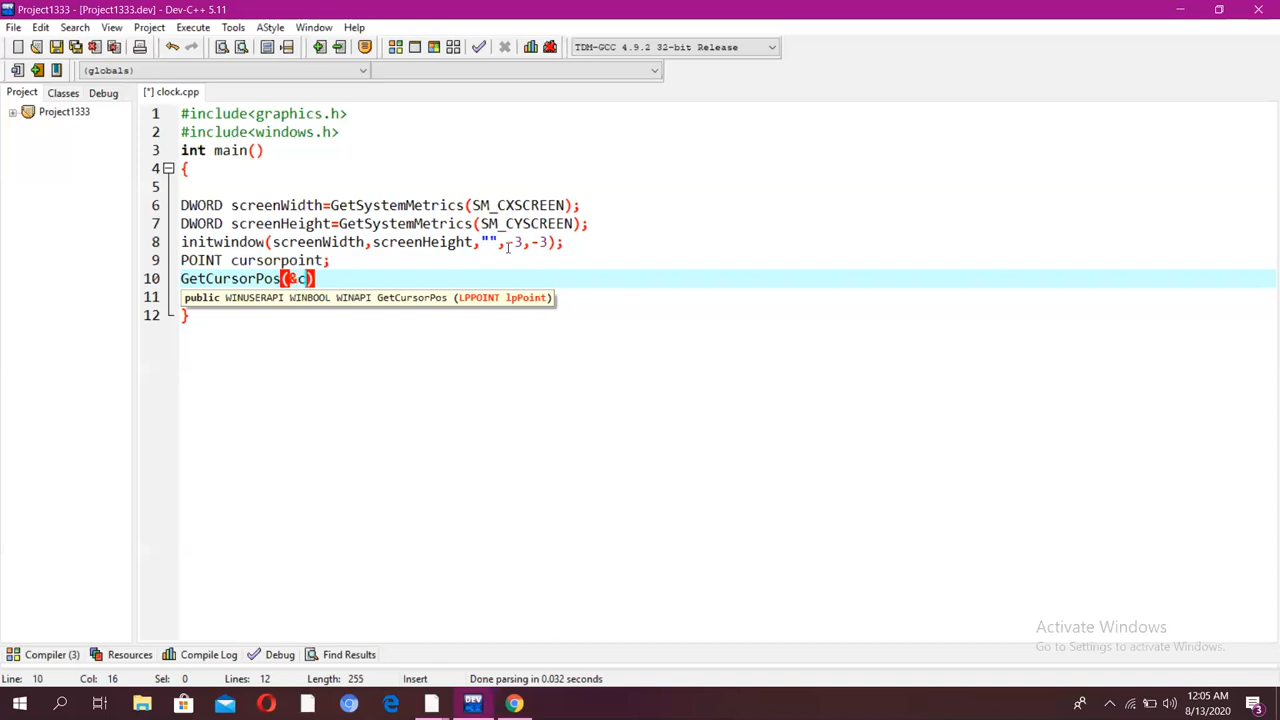 Project1333 - [Project1333.dev] - Dev-C++ 5.11
File Edit Search View Project Execute Tools AStyle Window Help
TDM-GCC 4.9.2 32-bit Release
(globals)
Project Classes Debug [*] clock.cpp
Project1333
1 #include<graphics.h>
2 #include<windows.h>
3 int main()
4 {
5
6 DWORD screenWidth=GetSystemMetrics(SM_CXSCREEN);
7 DWORD screenHeight=GetSystemMetrics(SM_CYSCREEN);
8 initwindow(screenWidth,screenHeight,"",-3,-3);
9 POINT cursorpoint;
10 GetCursorPos(&c)
11 public WINUSERAPI WINBOOL WINAPI GetCursorPos (LPPOINT lpPoint)
12 }
Activate Windows
Go to Settings to activate Windows.
Compiler (3) Resources Compile Log Debug Find Results
Line: 10 Col: 16 Sel: 0 Lines: 12 Length: 255 Insert Done parsing in 0.032 seconds
DEV
12:05 AM
8/13/2020
3